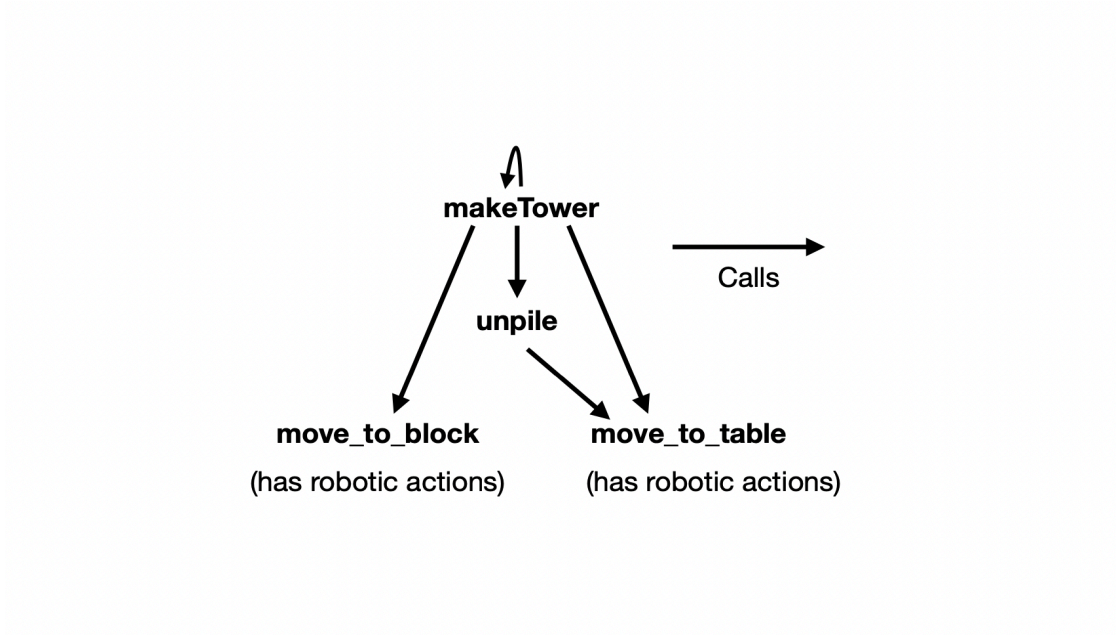 makeTower
Calls
unpile
move_to_block
move_to_table
(has robotic actions)
(has robotic actions)